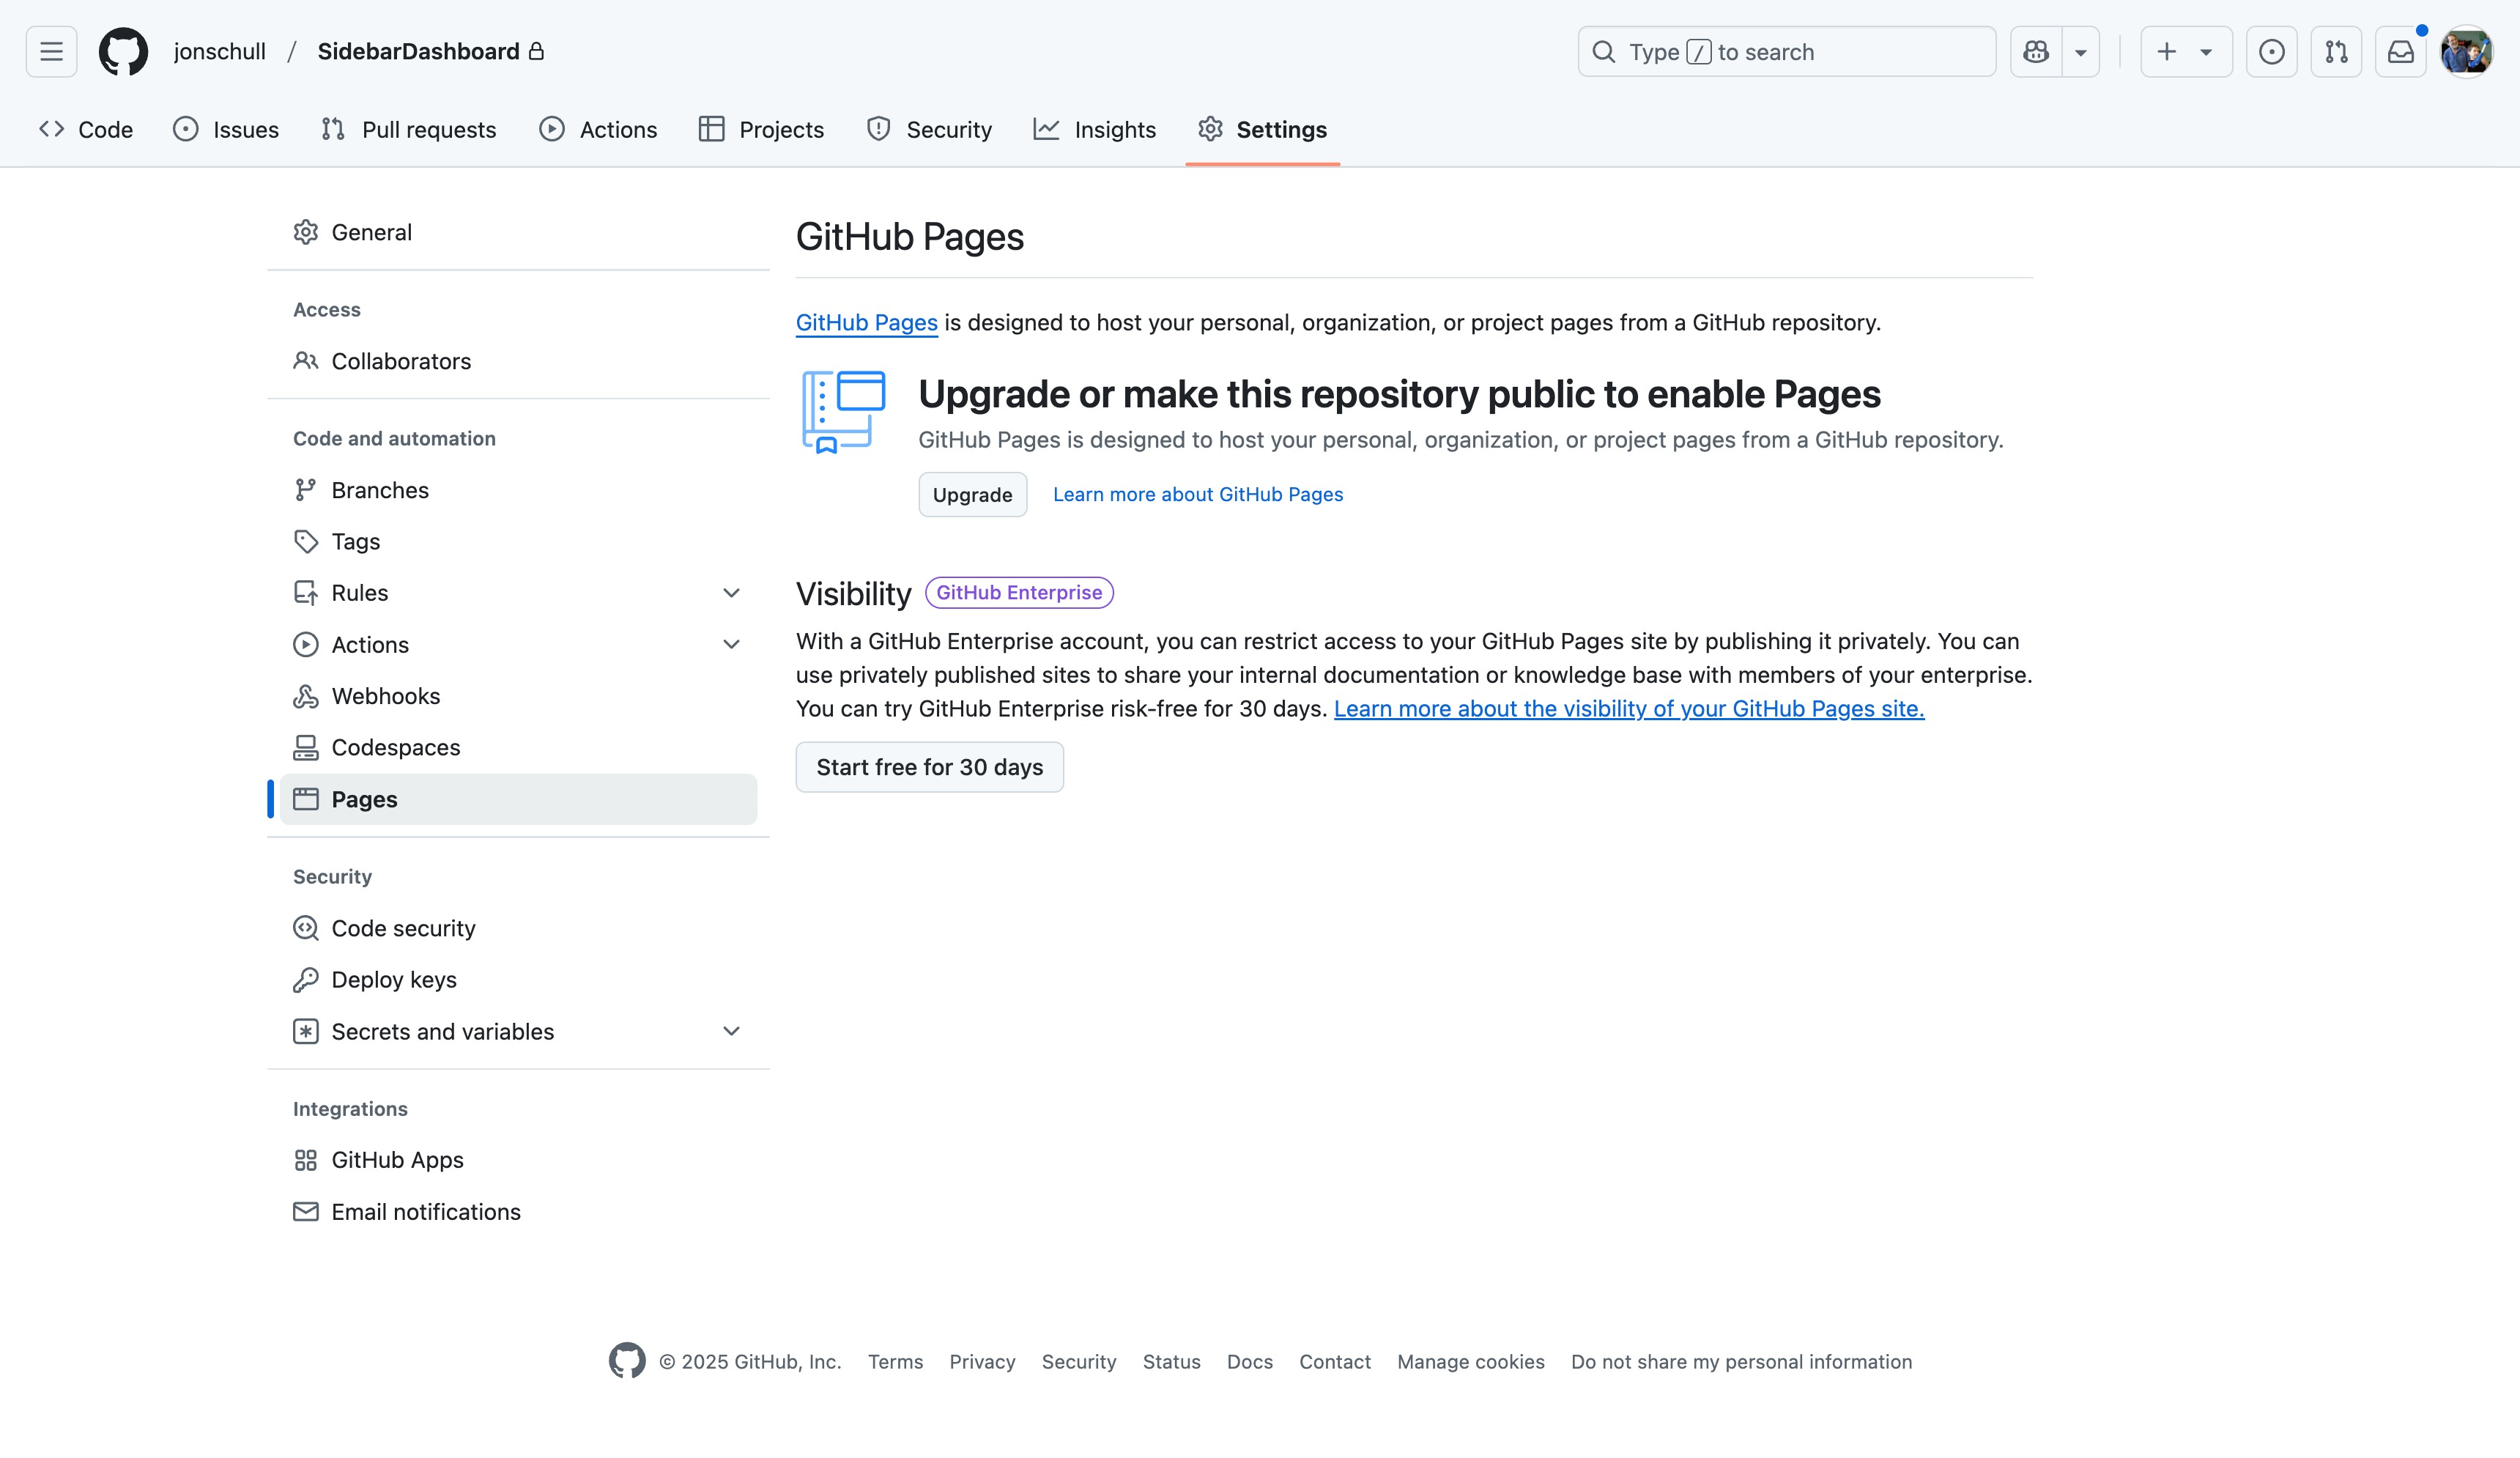 jonschull / SidebarDashboard
Type / to search
Code Issues Pull requests Actions Projects Security Insights Settings
General
Access
Collaborators
Code and automation
Branches
Tags
Rules
Actions
Webhooks
Codespaces
Pages
Security
Code security
Deploy keys
Secrets and variables
Integrations
GitHub Apps
Email notifications
GitHub Pages
GitHub Pages is designed to host your personal, organization, or project pages from a GitHub repository.
Upgrade or make this repository public to enable Pages
GitHub Pages is designed to host your personal, organization, or project pages from a GitHub repository.
Upgrade Learn more about GitHub Pages
Visibility GitHub Enterprise
With a GitHub Enterprise account, you can restrict access to your GitHub Pages site by publishing it privately. You can
use privately published sites to share your internal documentation or knowledge base with members of your enterprise.
You can try GitHub Enterprise risk-free for 30 days. Learn more about the visibility of your GitHub Pages site.
Start free for 30 days
© 2025 GitHub, Inc. Terms Privacy Security Status Docs Contact Manage cookies Do not share my personal information